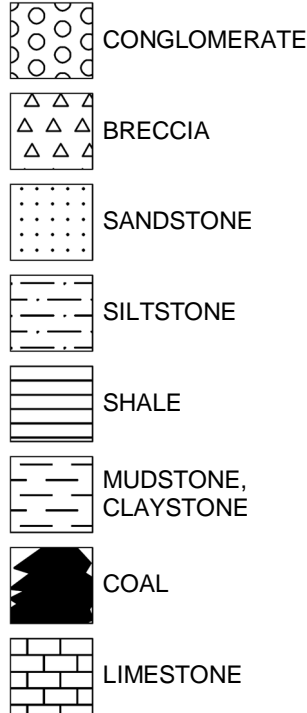 CONGLOMERATE
BRECCIA
SANDSTONE
SILTSTONE
SHALE
MUDSTONE,
CLAYSTONE
COAL
LIMESTONE